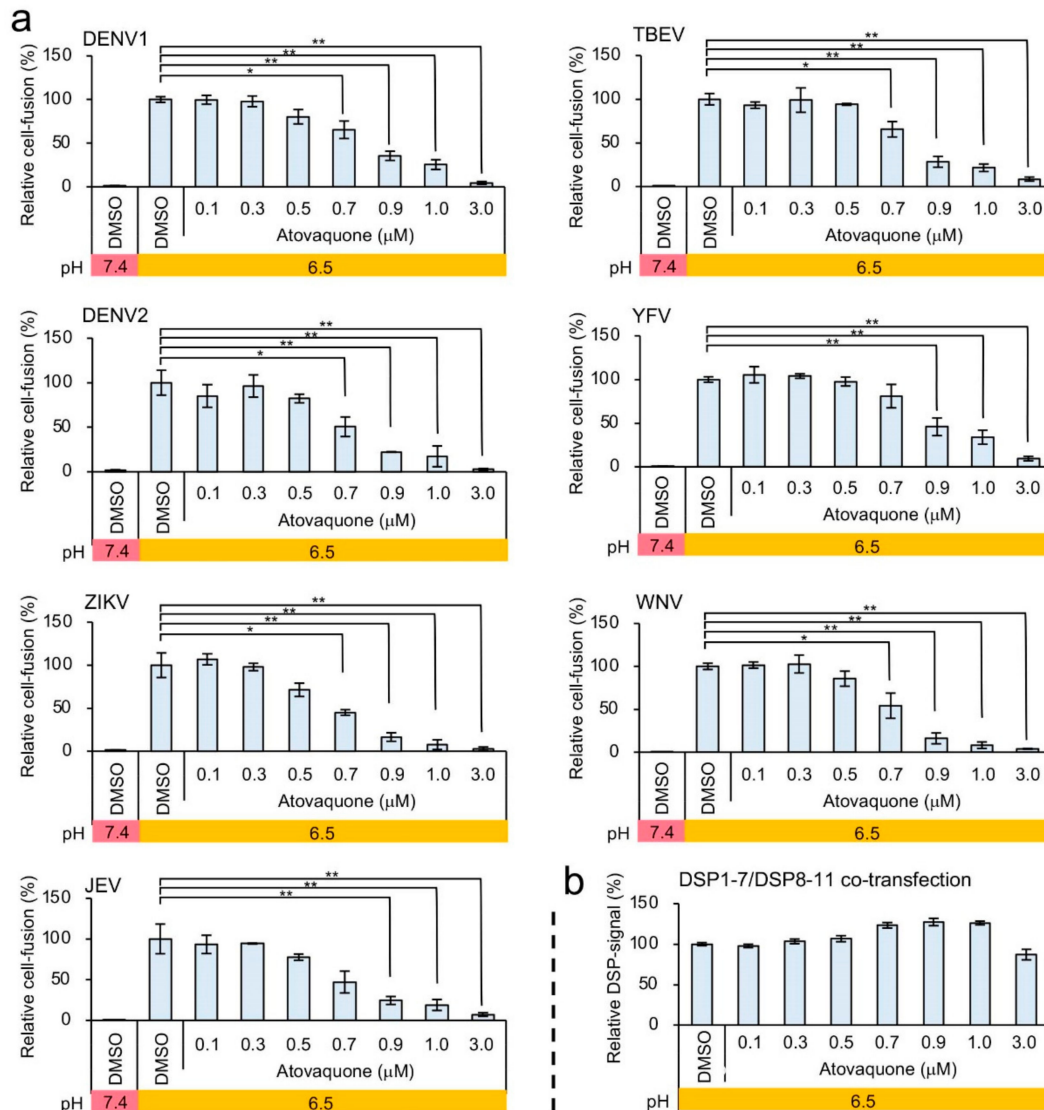 a
DENV1
Relative cell-fusion (%)
150
100
50
0
** 
**
**
*
DMSO DMSO 0.1 0.3 0.5 0.7 0.9 1.0 3.0
Atovaquone (μM)
pH 7.4 6.5
TBEV
Relative cell-fusion (%)
150
100
50
0
**
**
**
*
DMSO DMSO 0.1 0.3 0.5 0.7 0.9 1.0 3.0
Atovaquone (μM)
pH 7.4 6.5
DENV2
Relative cell-fusion (%)
150
100
50
0
**
**
**
*
DMSO DMSO 0.1 0.3 0.5 0.7 0.9 1.0 3.0
Atovaquone (μM)
pH 7.4 6.5
YFV
Relative cell-fusion (%)
150
100
50
0
**
**
**
DMSO DMSO 0.1 0.3 0.5 0.7 0.9 1.0 3.0
Atovaquone (μM)
pH 7.4 6.5
ZIKV
Relative cell-fusion (%)
150
100
50
0
**
**
**
*
DMSO DMSO 0.1 0.3 0.5 0.7 0.9 1.0 3.0
Atovaquone (μM)
pH 7.4 6.5
WNV
Relative cell-fusion (%)
150
100
50
0
**
**
**
*
DMSO DMSO 0.1 0.3 0.5 0.7 0.9 1.0 3.0
Atovaquone (μM)
pH 7.4 6.5
JEV
Relative cell-fusion (%)
150
100
50
0
**
**
**
DMSO DMSO 0.1 0.3 0.5 0.7 0.9 1.0 3.0
Atovaquone (μM)
pH 7.4 6.5
b
DSP1-7/DSP8-11 co-transfection
Relative DSP-signal (%)
150
100
50
0
DMSO 0.1 0.3 0.5 0.7 0.9 1.0 3.0
Atovaquone (μM)
pH 6.5